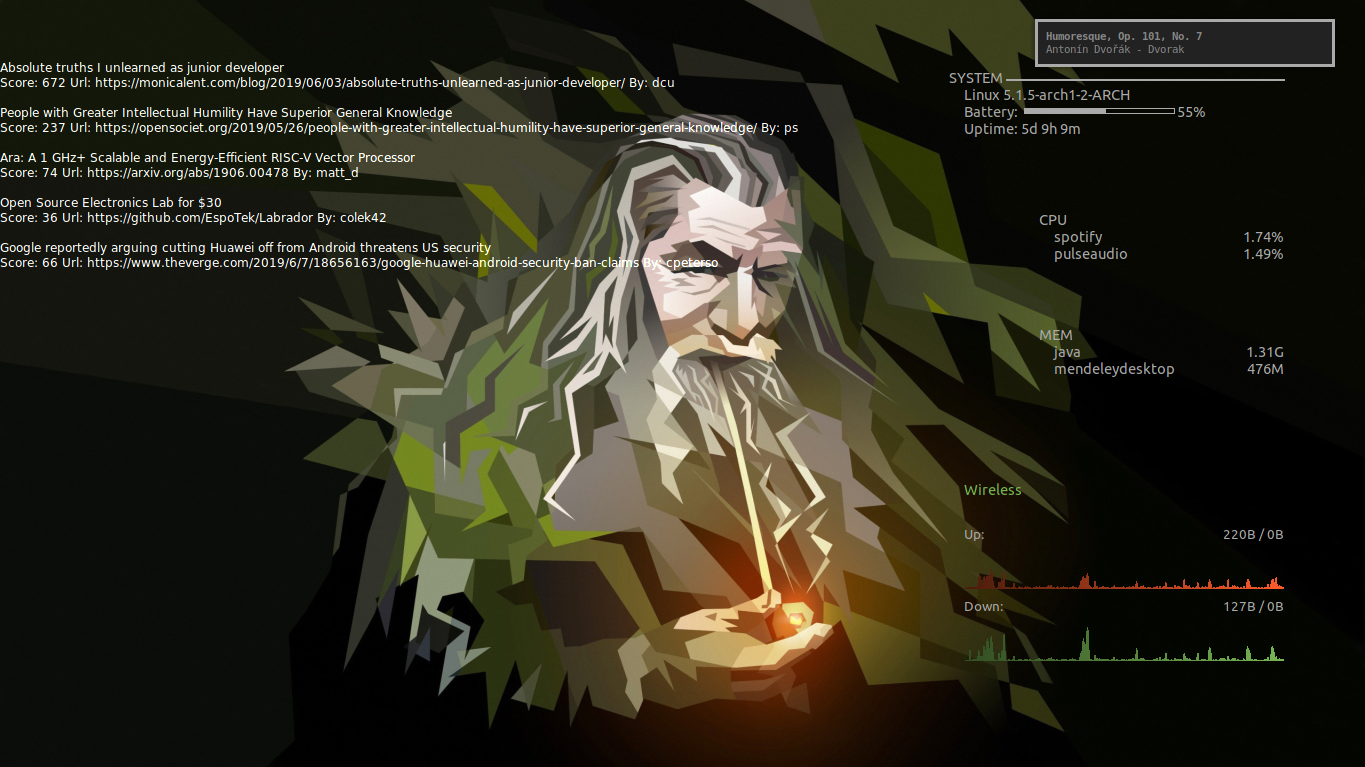 Absolute truths I unlearned as junior developer
Score: 672 Url: https://monicalent.com/blog/2019/06/03/absolute-truths-unlearned-as-junior-developer/ By: dcu
People with Greater Intellectual Humility Have Superior General Knowledge
Score: 237 Url: https://opensociet.org/2019/05/26/people-with-greater-intellectual-humility-have-superior-general-knowledge/ By: ps
Ara: A 1 GHz+ Scalable and Energy-Efficient RISC-V Vector Processor
Score: 74 Url: https://arxiv.org/abs/1906.00478 By: matt_d
Open Source Electronics Lab for $30
Score: 36 Url: https://github.com/EspoTek/Labrador By: colek42
Google reportedly arguing cutting Huawei off from Android threatens US security
Score: 66 Url: https://www.theverge.com/2019/6/7/18656163/google-huawei-android-security-ban-claims By: cpeterso
Humoresque, Op. 101, No. 7
Antonín Dvořák - Dvorak
SYSTEM
Linux 5.1.5-arch1-2-ARCH
Battery: 55%
Uptime: 5d 9h 9m
CPU
spotify 1.74%
pulseaudio 1.49%
MEM
java 1.31G
mendeleydesktop 476M
Wireless
Up: 220B / 0B
Down: 127B / 0B